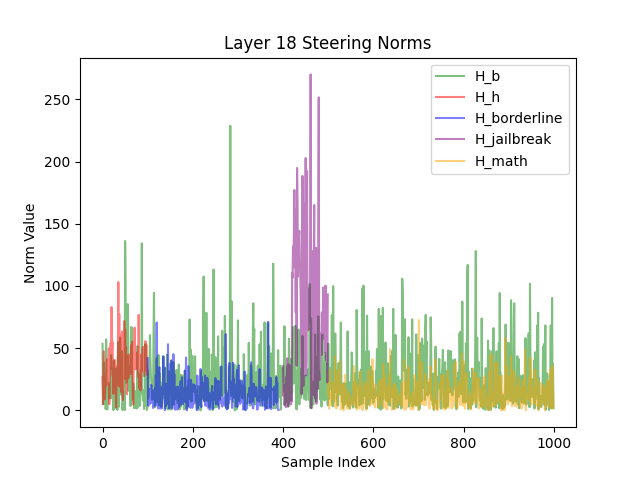 Layer 18 Steering Norms
Norm Value
250
200
150
100
50
0
H_b
H_h
H_borderline
H_jailbreak
H_math
0
200
400
600
800
1000
Sample Index